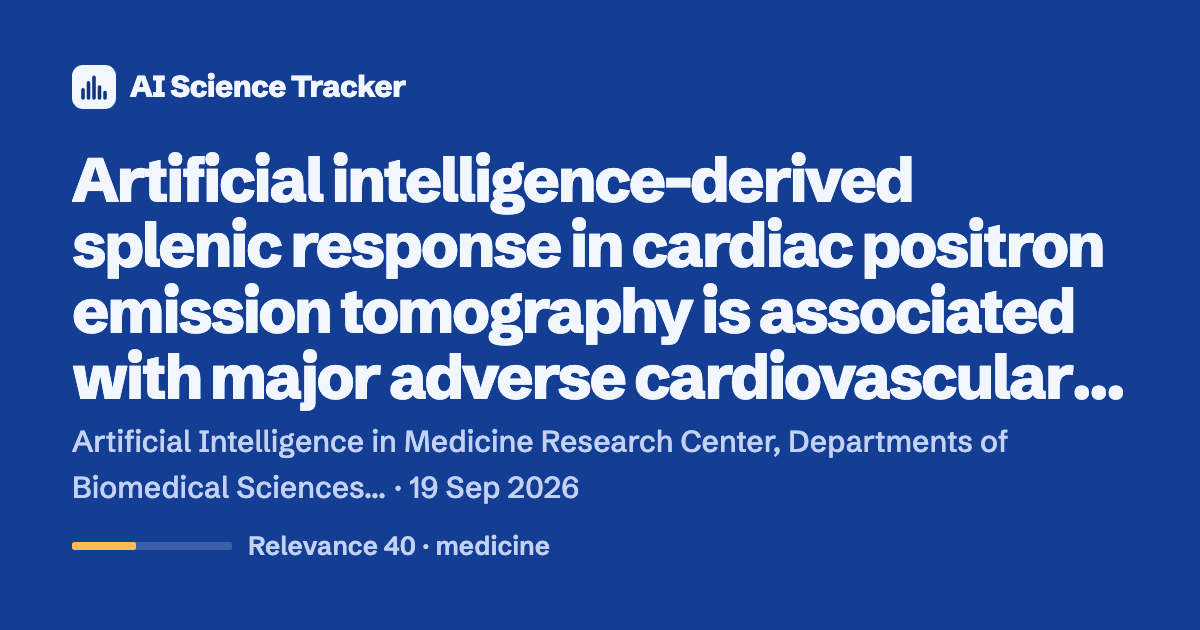 AI Science Tracker
Artificial intelligence-derived
splenic response in cardiac positron
emission tomography is associated
with major adverse cardiovascular...
Artificial Intelligence in Medicine Research Center, Departments of
Biomedical Sciences... · 19 Sep 2026
Relevance 40 · medicine